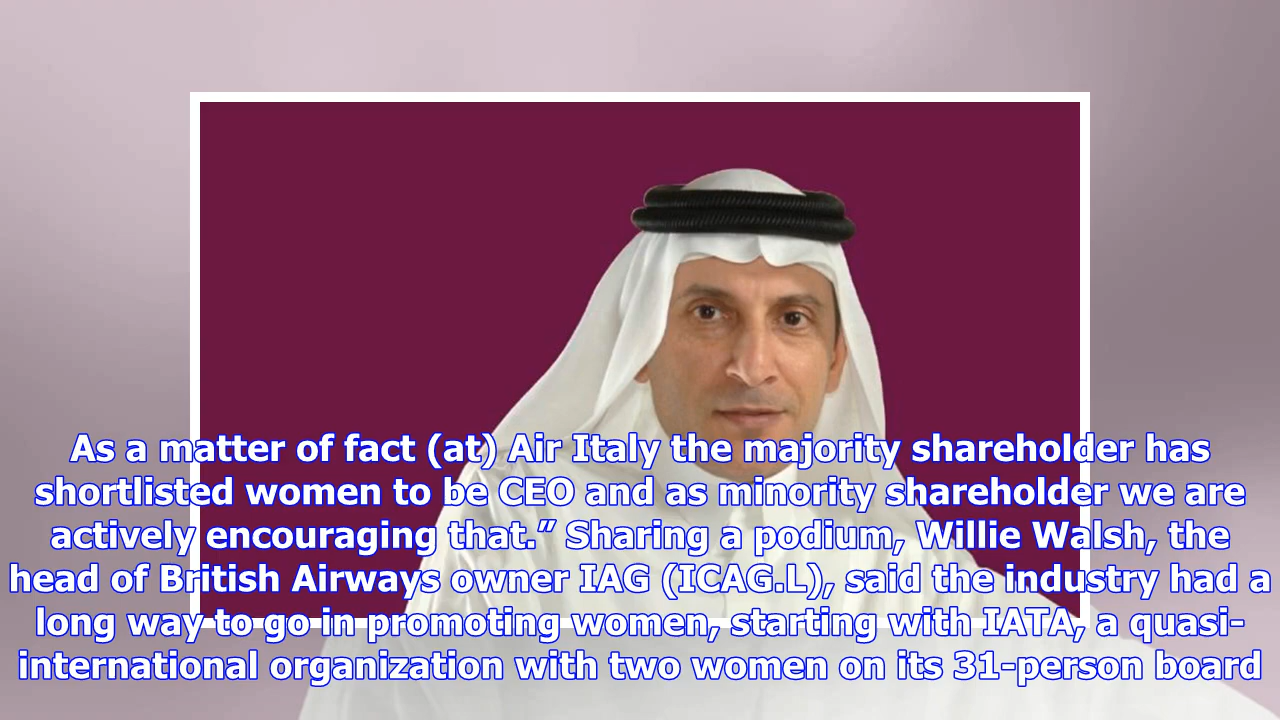 As a matter of fact (at) Air Italy the majority shareholder has
shortlisted women to be CEO and as minority shareholder we are
actively encouraging that.” Sharing a podium, Willie Walsh, the
head of British Airways owner IAG (ICAG.L), said the industry had a
long way to go in promoting women, starting with IATA, a quasi-
international organization with two women on its 31-person board